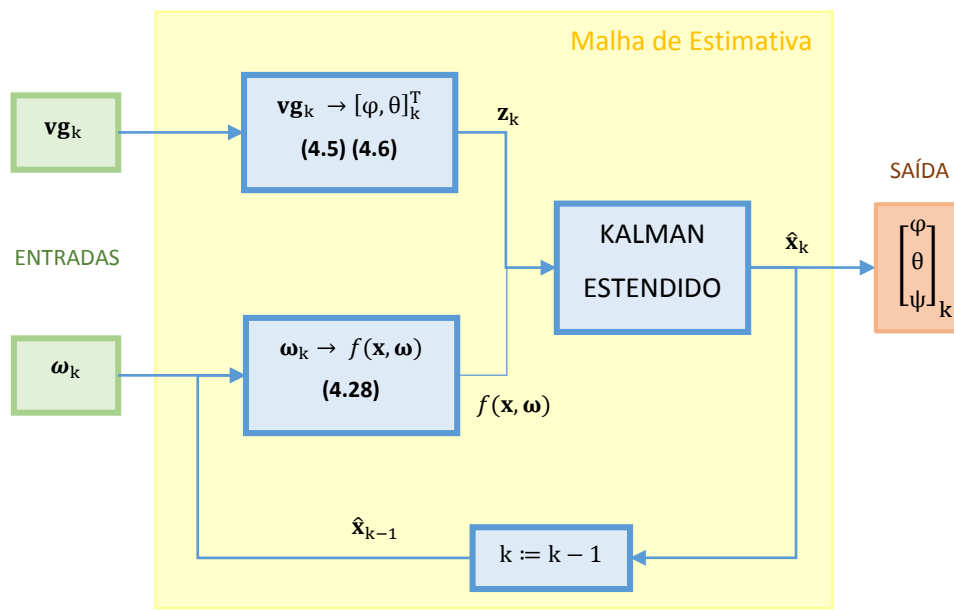 Malha de Estimativa
𝐯𝐠ₖ
𝐯𝐠ₖ → [φ, θ]ₖᵀ
(4.5) (4.6)
𝐳ₖ
ENTRADAS
KALMAN
ESTENDIDO
𝐱̂ₖ
SAÍDA
[φ
θ
ψ]ₖ
𝛚ₖ
𝛚ₖ → f(𝐱, 𝛚)
(4.28)
f(𝐱, 𝛚)
𝐱̂ₖ₋₁
k ≔ k − 1